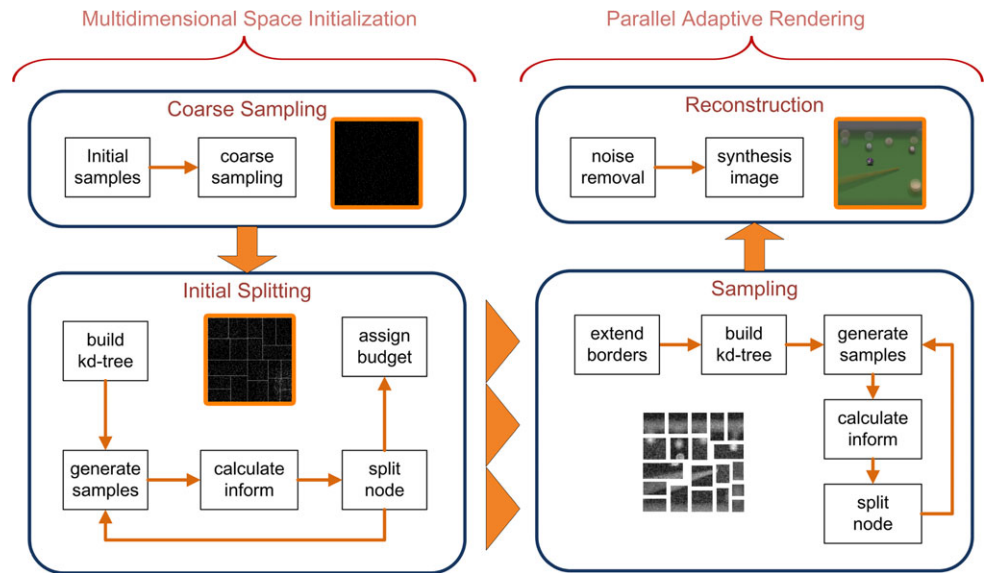 Multidimensional Space Initialization
Parallel Adaptive Rendering
Coarse Sampling
Initial
samples
coarse
sampling
Reconstruction
noise
removal
synthesis
image
Initial Splitting
build
kd-tree
assign
budget
generate
samples
calculate
inform
split
node
Sampling
extend
borders
build
kd-tree
generate
samples
calculate
inform
split
node